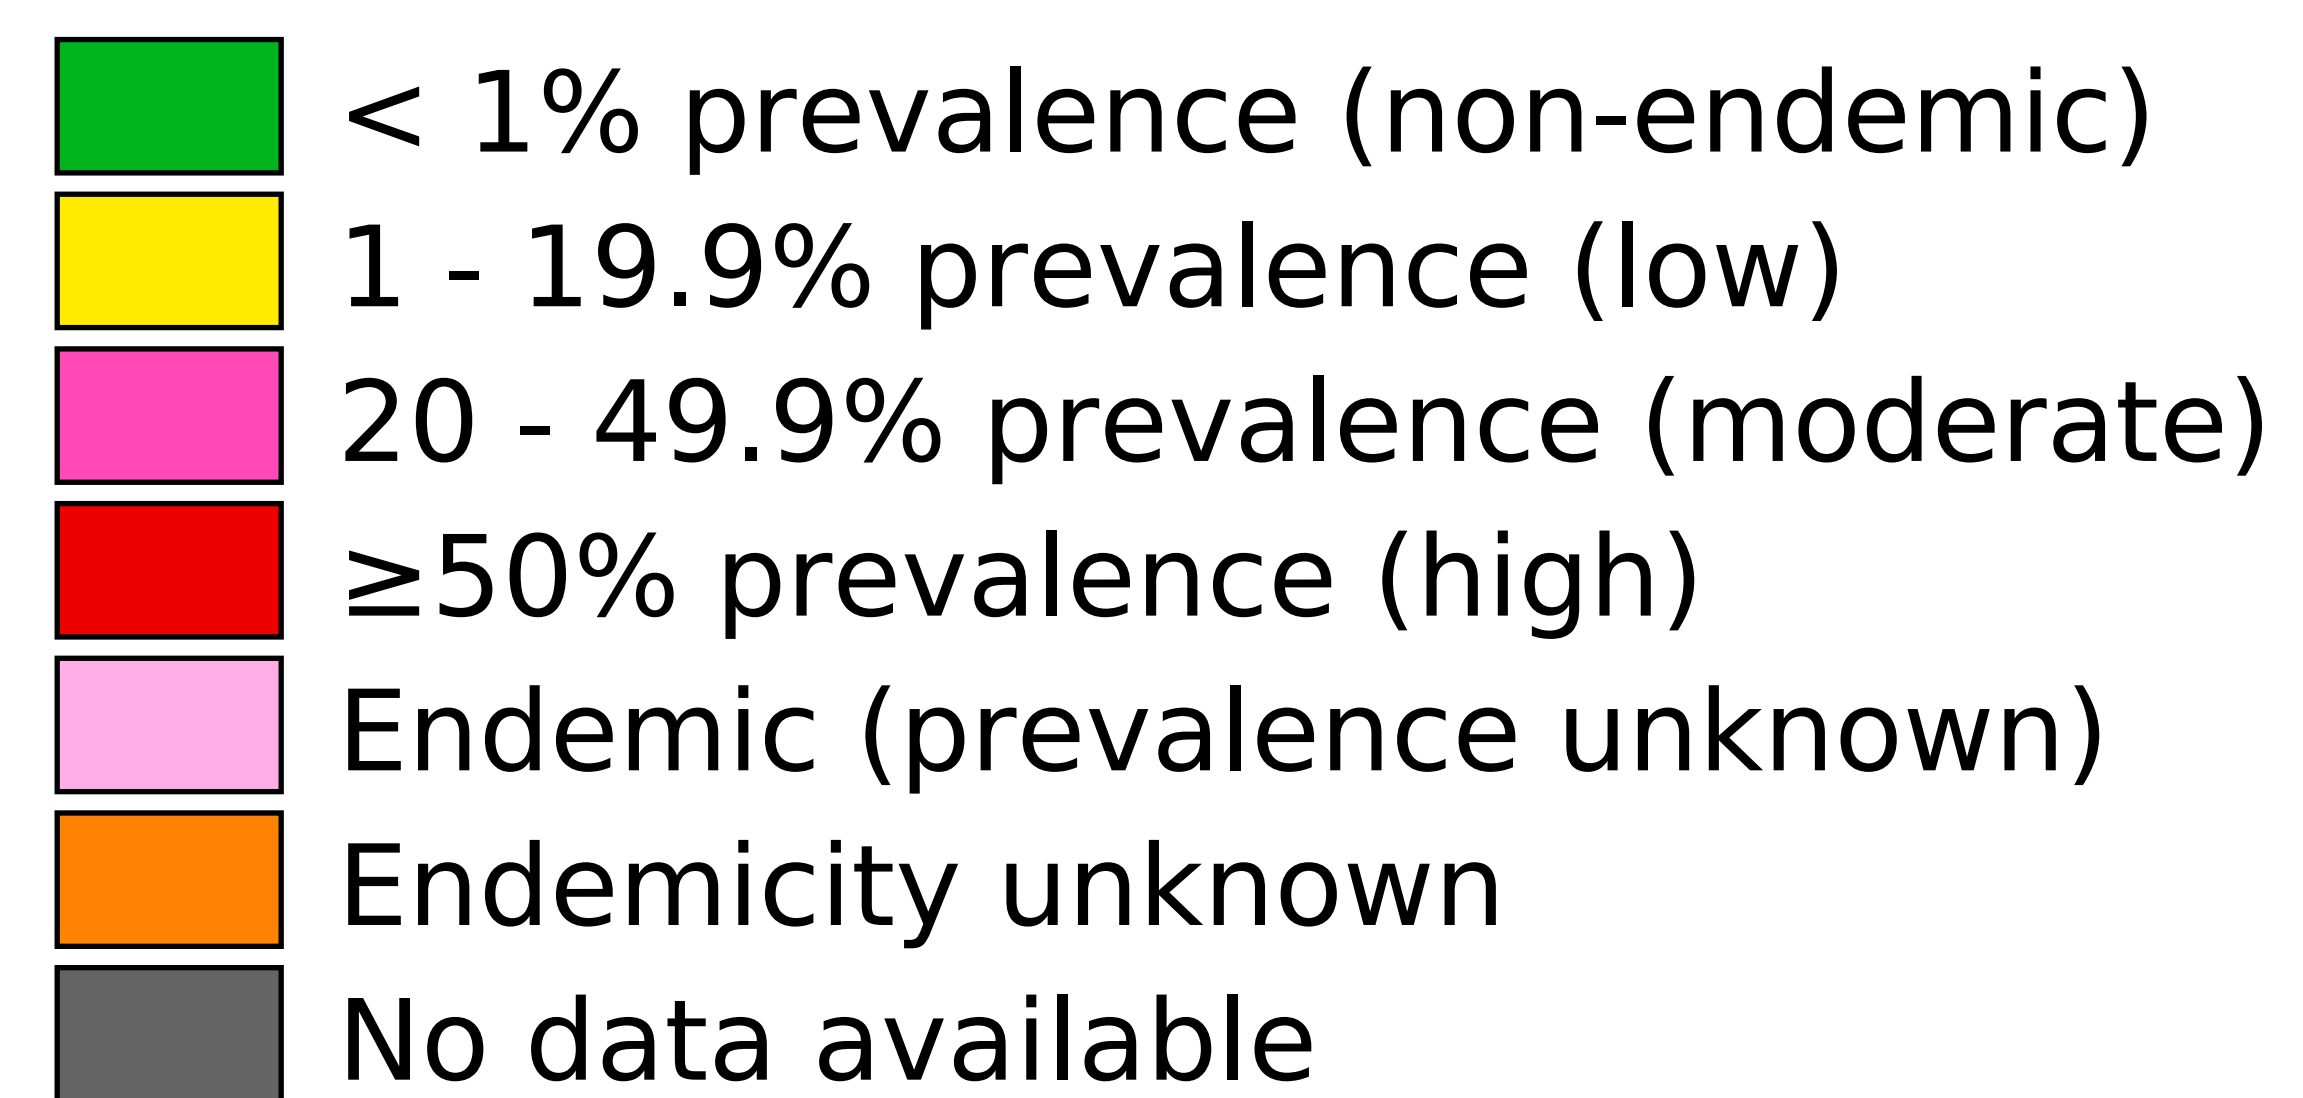 < 1% prevalence (non-endemic)
1 - 19.9% prevalence (low)
20 - 49.9% prevalence (moderate)
≥50% prevalence (high)
Endemic (prevalence unknown)
Endemicity unknown
No data available